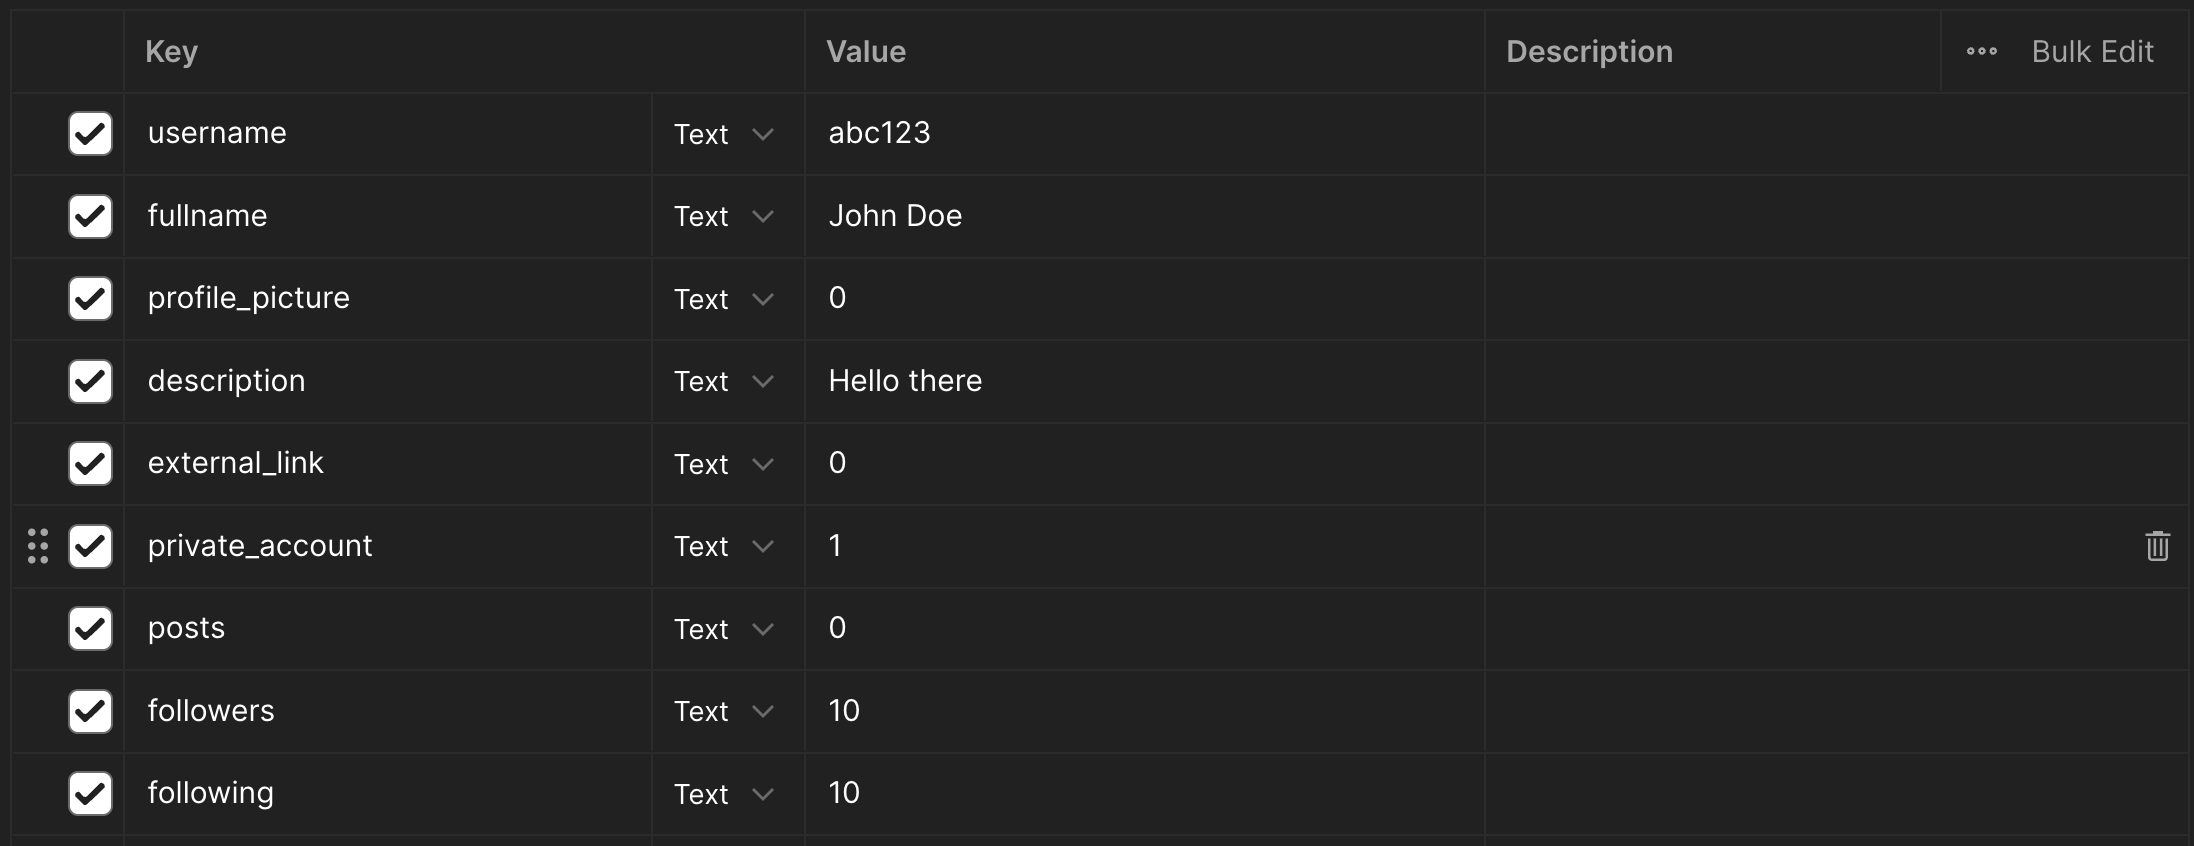 Key Value Description Bulk Edit
username Text abc123
fullname Text John Doe
profile_picture Text 0
description Text Hello there
external_link Text 0
private_account Text 1
posts Text 0
followers Text 10
following Text 10